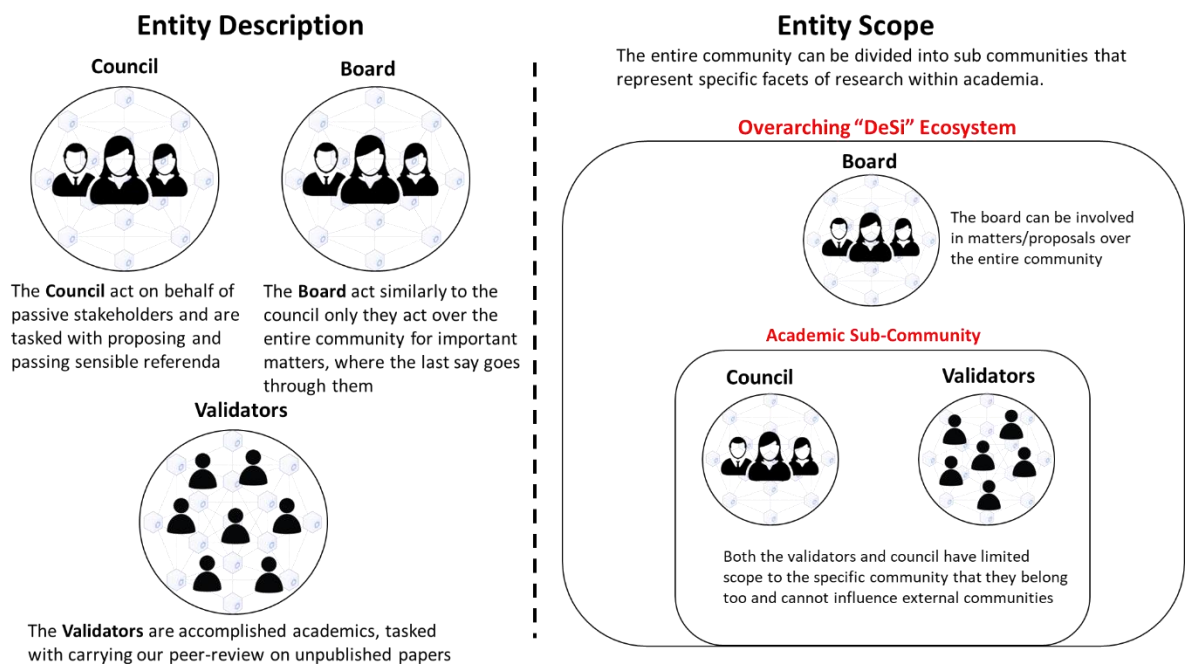 Entity Description
Council
Board
The Council act on behalf of
passive stakeholders and are
tasked with proposing and
passing sensible referenda
The Board act similarly to the
council only they act over the
entire community for important
matters, where the last say goes
through them
Validators
The Validators are accomplished academics, tasked
with carrying our peer-review on unpublished papers
Entity Scope
The entire community can be divided into sub communities that
represent specific facets of research within academia.
Overarching “DeSi” Ecosystem
Board
The board can be involved
in matters/proposals over
the entire community
Academic Sub-Community
Council
Validators
Both the validators and council have limited
scope to the specific community that they belong
too and cannot influence external communities